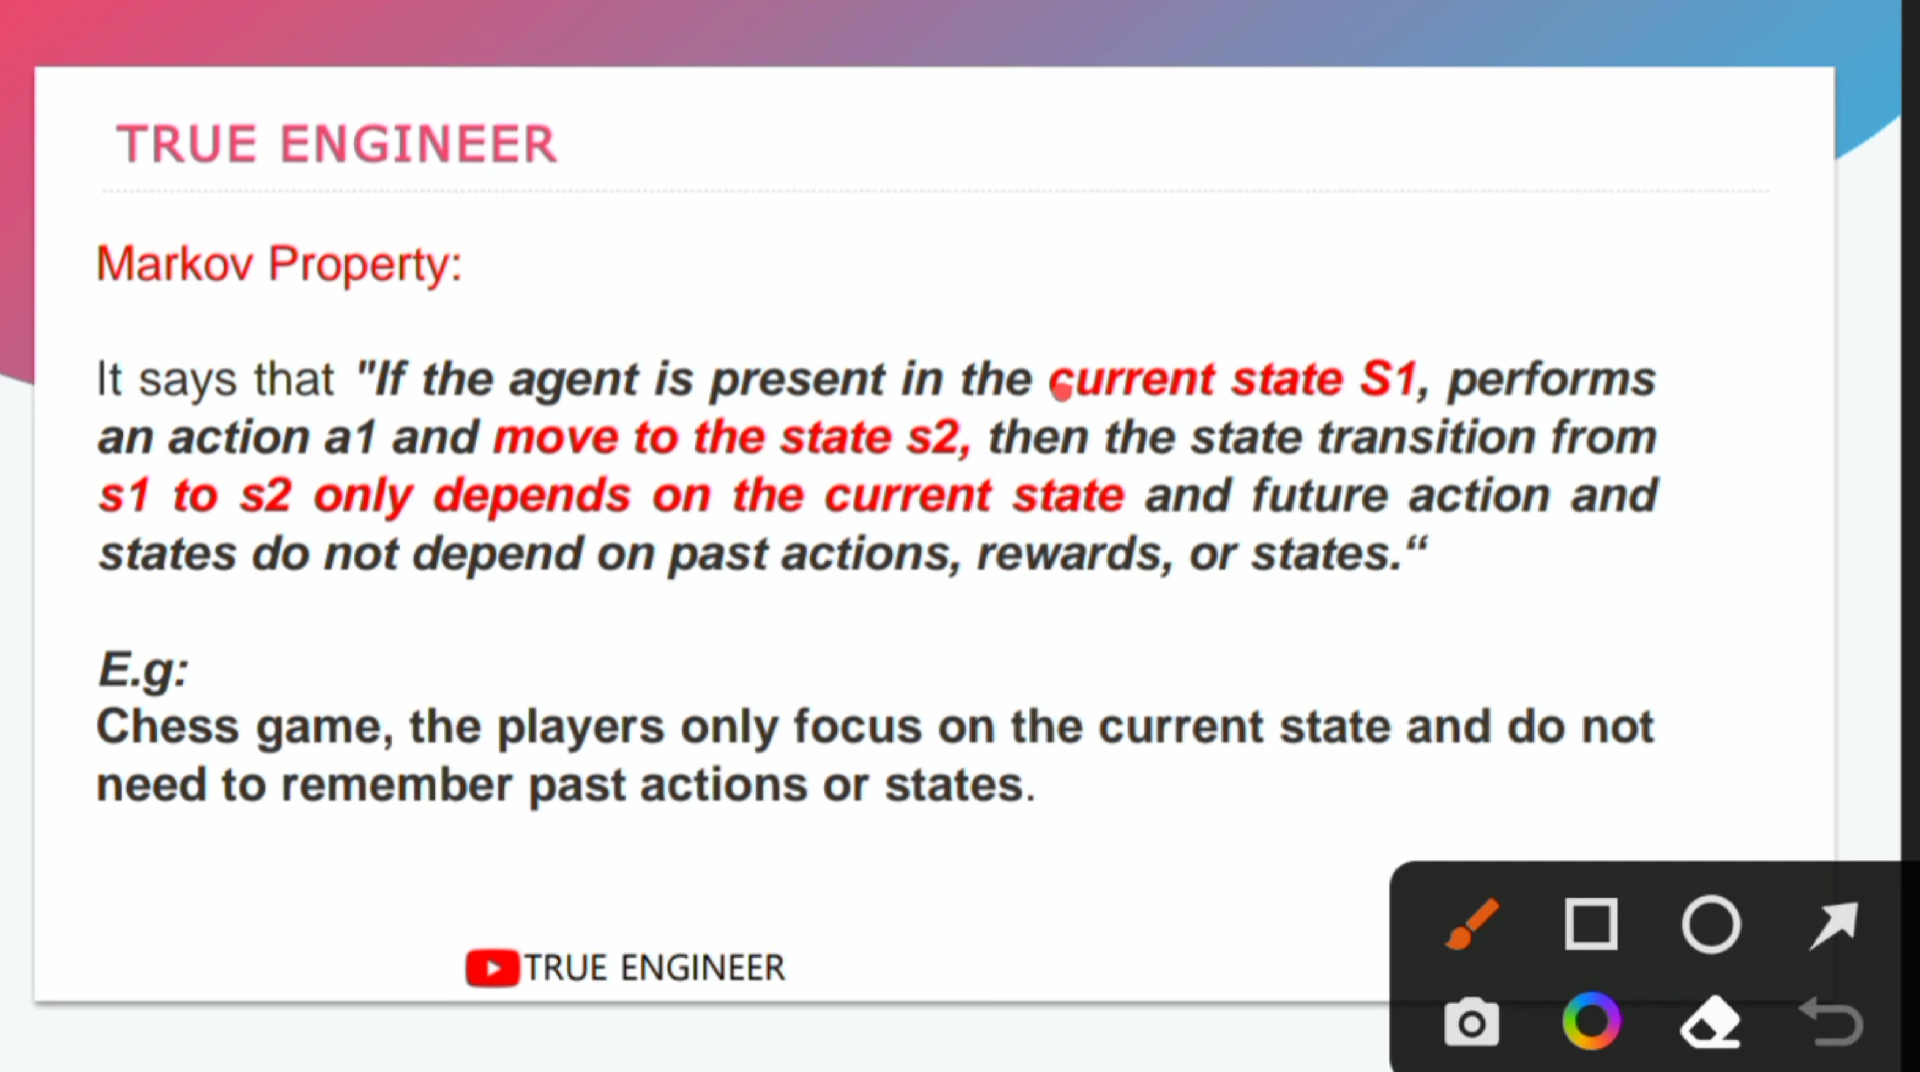 TRUE ENGINEER
Markov Property:
It says that "If the agent is present in the current state S1, performs
an action a1 and move to the state s2, then the state transition from
s1 to s2 only depends on the current state and future action and
states do not depend on past actions, rewards, or states.“
E.g:
Chess game, the players only focus on the current state and do not
need to remember past actions or states.
TRUE ENGINEER